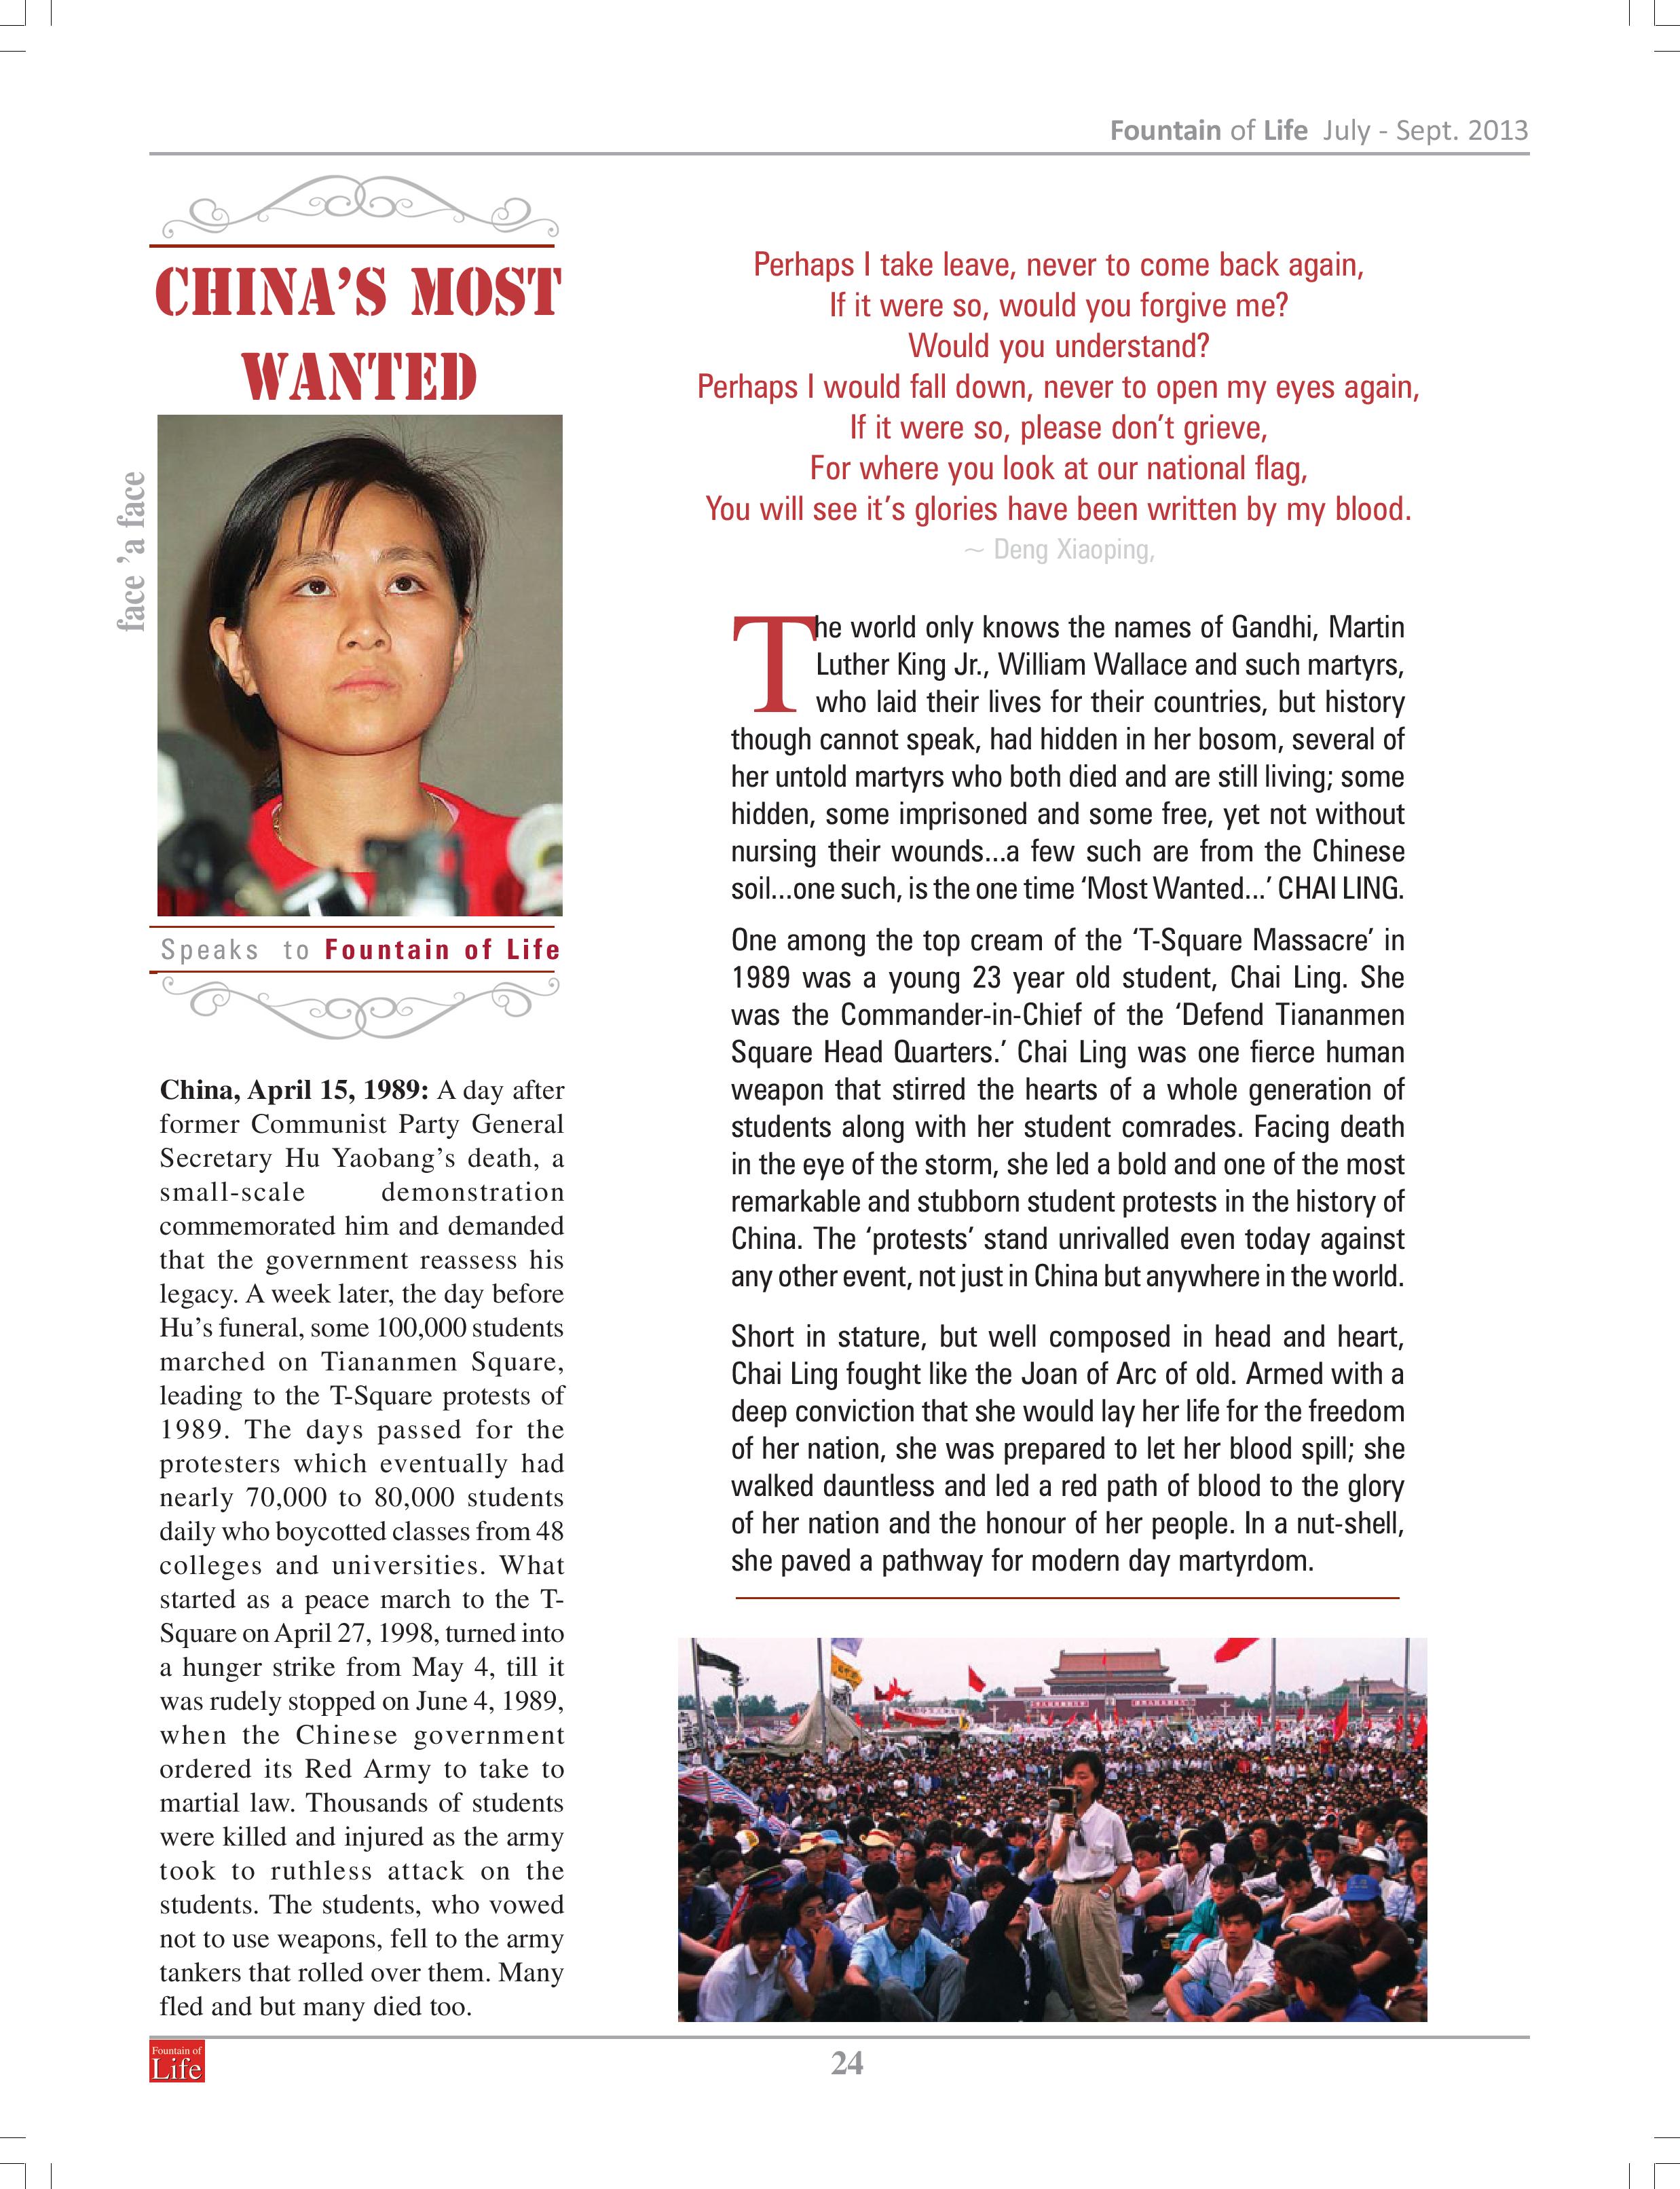 Fountain of Life July - Sept. 2013
CHINA'S MOST
WANTED
face 'a face
Speaks to Fountain of Life
China, April 15, 1989: A day after
former Communist Party General
Secretary Hu Yaobang's death, a
small-scale demonstration
commemorated him and demanded
that the government reassess his
legacy. A week later, the day before
Hu's funeral, some 100,000 students
marched on Tiananmen Square,
leading to the T-Square protests of
1989. The days passed for the
protesters which eventually had
nearly 70,000 to 80,000 students
daily who boycotted classes from 48
colleges and universities. What
started as a peace march to the T-
Square on April 27, 1998, turned into
a hunger strike from May 4, till it
was rudely stopped on June 4, 1989,
when the Chinese government
ordered its Red Army to take to
martial law. Thousands of students
were killed and injured as the army
took to ruthless attack on the
students. The students, who vowed
not to use weapons, fell to the army
tankers that rolled over them. Many
fled and but many died too.
Perhaps I take leave, never to come back again,
If it were so, would you forgive me?
Would you understand?
Perhaps I would fall down, never to open my eyes again,
If it were so, please don't grieve,
For where you look at our national flag,
You will see it's glories have been written by my blood.
~ Deng Xiaoping,
The world only knows the names of Gandhi, Martin
Luther King Jr., William Wallace and such martyrs,
who laid their lives for their countries, but history
though cannot speak, had hidden in her bosom, several of
her untold martyrs who both died and are still living; some
hidden, some imprisoned and some free, yet not without
nursing their wounds...a few such are from the Chinese
soil...one such, is the one time 'Most Wanted...' CHAI LING.
One among the top cream of the 'T-Square Massacre' in
1989 was a young 23 year old student, Chai Ling. She
was the Commander-in-Chief of the 'Defend Tiananmen
Square Head Quarters.' Chai Ling was one fierce human
weapon that stirred the hearts of a whole generation of
students along with her student comrades. Facing death
in the eye of the storm, she led a bold and one of the most
remarkable and stubborn student protests in the history of
China. The 'protests' stand unrivalled even today against
any other event, not just in China but anywhere in the world.
Short in stature, but well composed in head and heart,
Chai Ling fought like the Joan of Arc of old. Armed with a
deep conviction that she would lay her life for the freedom
of her nation, she was prepared to let her blood spill; she
walked dauntless and led a red path of blood to the glory
of her nation and the honour of her people. In a nut-shell,
she paved a pathway for modern day martyrdom.
Fountain of
Life
24